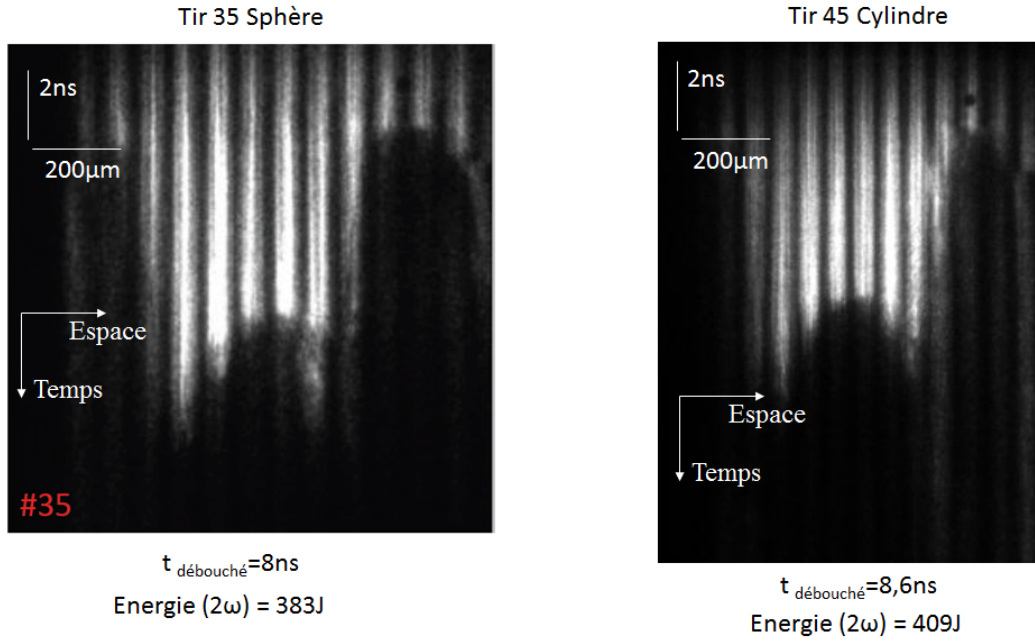 Tir 35 Sphère
2ns
200µm
Espace
Temps
#35
t débouché=8ns
Energie (2ω) = 383J
Tir 45 Cylindre
2ns
200µm
Espace
Temps
t débouché=8,6ns
Energie (2ω) = 409J